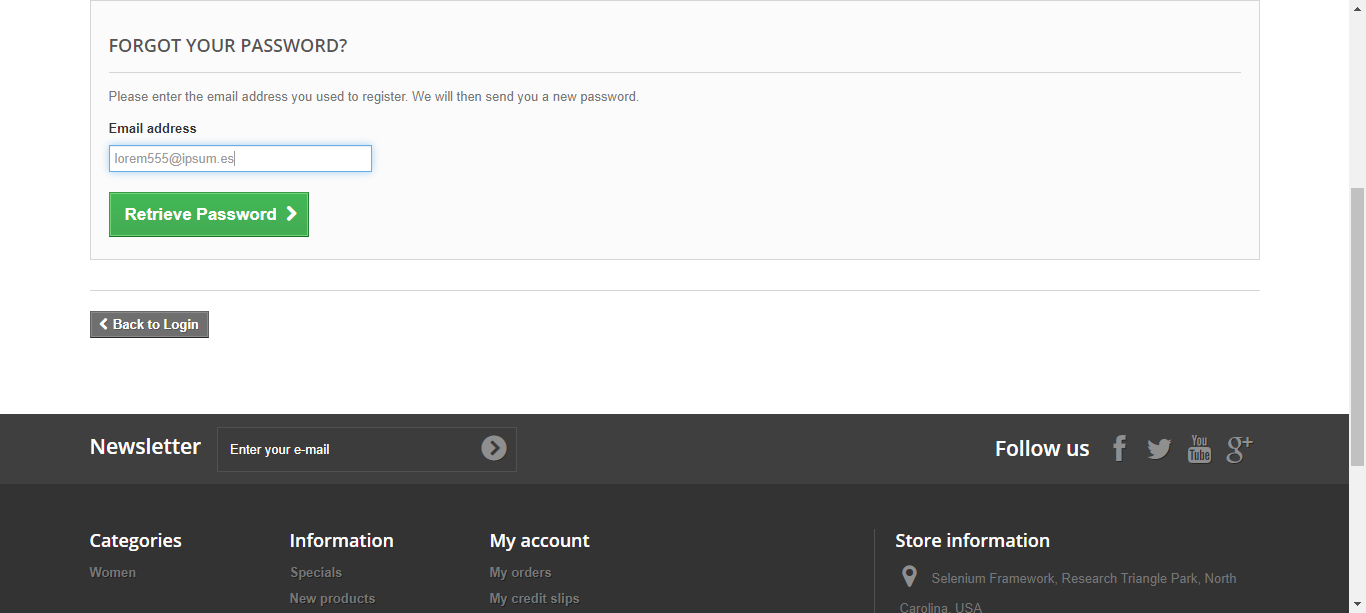 FORGOT YOUR PASSWORD?
Please enter the email address you used to register. We will then send you a new password.
Email address
lorem555@ipsum.es
Retrieve Password
Back to Login
Newsletter
Enter your e-mail
Follow us
You Tube
g+
Categories
Information
My account
Store information
Women
Specials
My orders
Selenium Framework, Research Triangle Park, North
New products
My credit slips
Carolina, USA